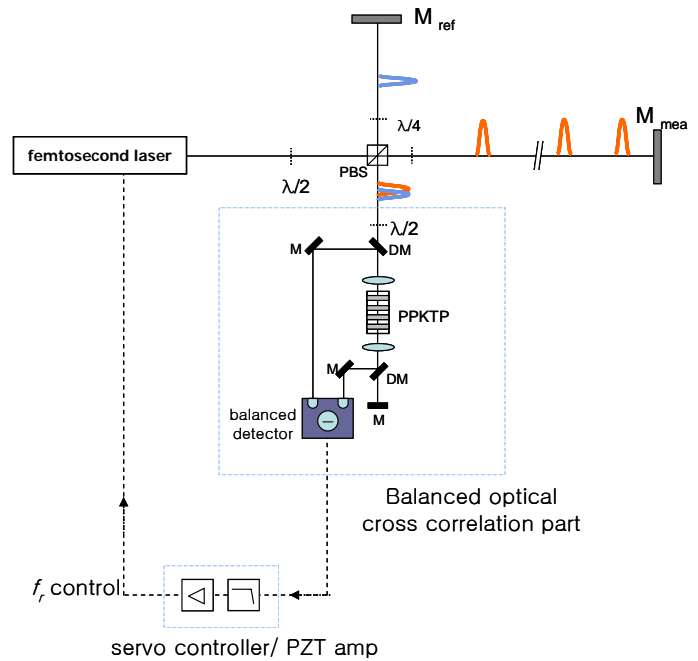 M ref
λ/4
M mea
femtosecond laser
PBS
λ/2
λ/2
M
DM
PPKTP
M
DM
balanced
detector
M
Balanced optical
cross correlation part
fr control
servo controller/ PZT amp